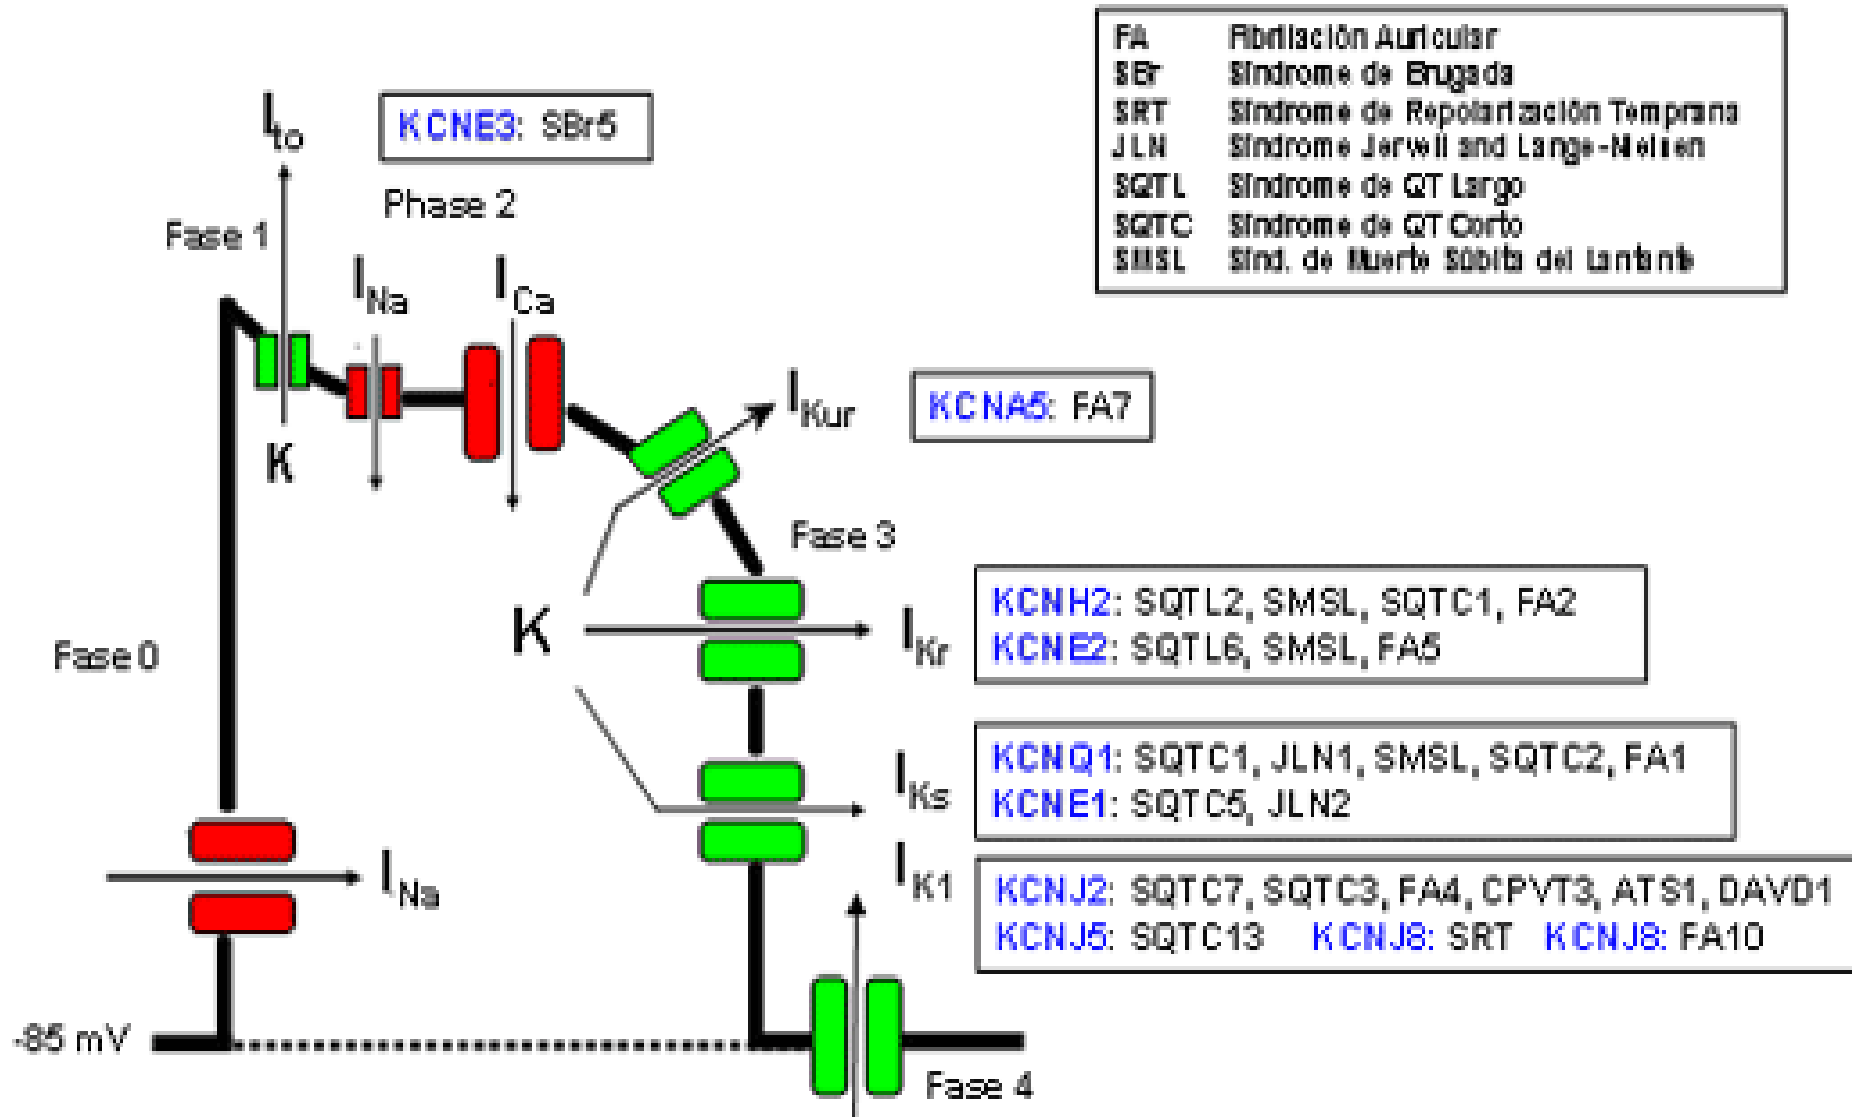 FA Fibrilación Auricular
SBr Síndrome de Brugada
SRT Síndrome de Repolarización Temprana
JLN Síndrome Jervell and Lange-Nielsen
SQTL Síndrome de QT Largo
SQTC Síndrome de QT Corto
SMSL Sínd. de Muerte Súbita del Lantante
Ito
KCNE3: SBr5
Phase 2
Fase 1
INa
ICa
K
IKur
KCNA5: FA7
Fase 3
K
Fase 0
IKr
KCNH2: SQTL2, SMSL, SQTC1, FA2
KCNE2: SQTL6, SMSL, FA5
IKs
KCNQ1: SQTC1, JLN1, SMSL, SQTC2, FA1
KCNE1: SQTC5, JLN2
INa
IK1
KCNJ2: SQTC7, SQTC3, FA4, CPVT3, ATS1, DAVD1
KCNJ5: SQTC13 KCNJ8: SRT KCNJ8: FA10
-85 mV
Fase 4